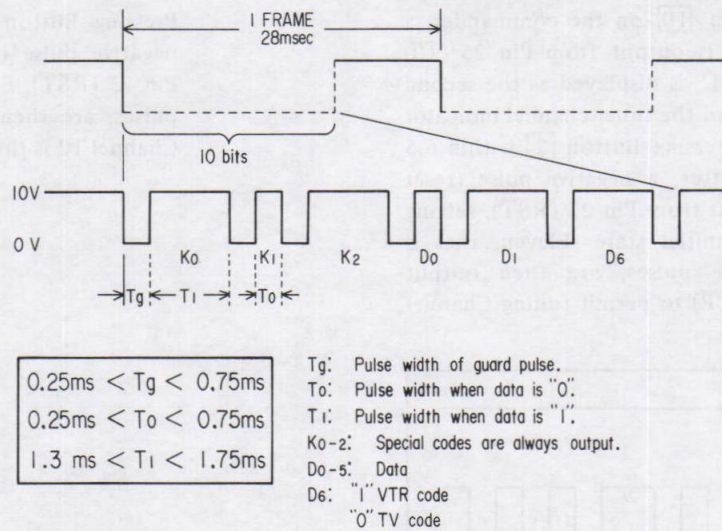 1 FRAME
28msec
10 bits
10V
0 V
K0 K1 K2 D0 D1 D6
Tg T1 T0
0.25ms < Tg < 0.75ms
0.25ms < T0 < 0.75ms
1.3 ms < T1 < 1.75ms
Tg: Pulse width of guard pulse.
T0: Pulse width when data is "0".
T1: Pulse width when data is "1".
K0-2: Special codes are always output.
D0-5: Data
D6: "1" VTR code
"0" TV code